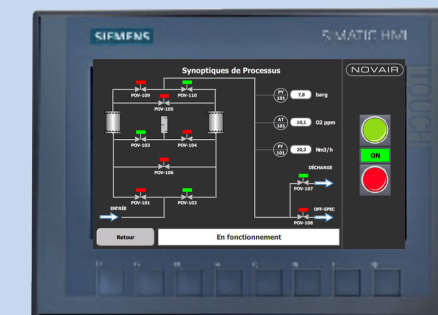 SIEMENS
SIMATIC HMI
TOUCH
NOVAIR
Synoptiques de Processus
POV-109
POV-110
POV-105
POV-103
POV-104
POV-106
POV-101
POV-102
ENTRÉE
PT
101
7,8
barg
AT
101
10,1
O2 ppm
FT
101
20,3
Nm3/h
DÉCHARGE
POV-107
OFF-SPEC
POV-108
ON
Retour
En fonctionnement